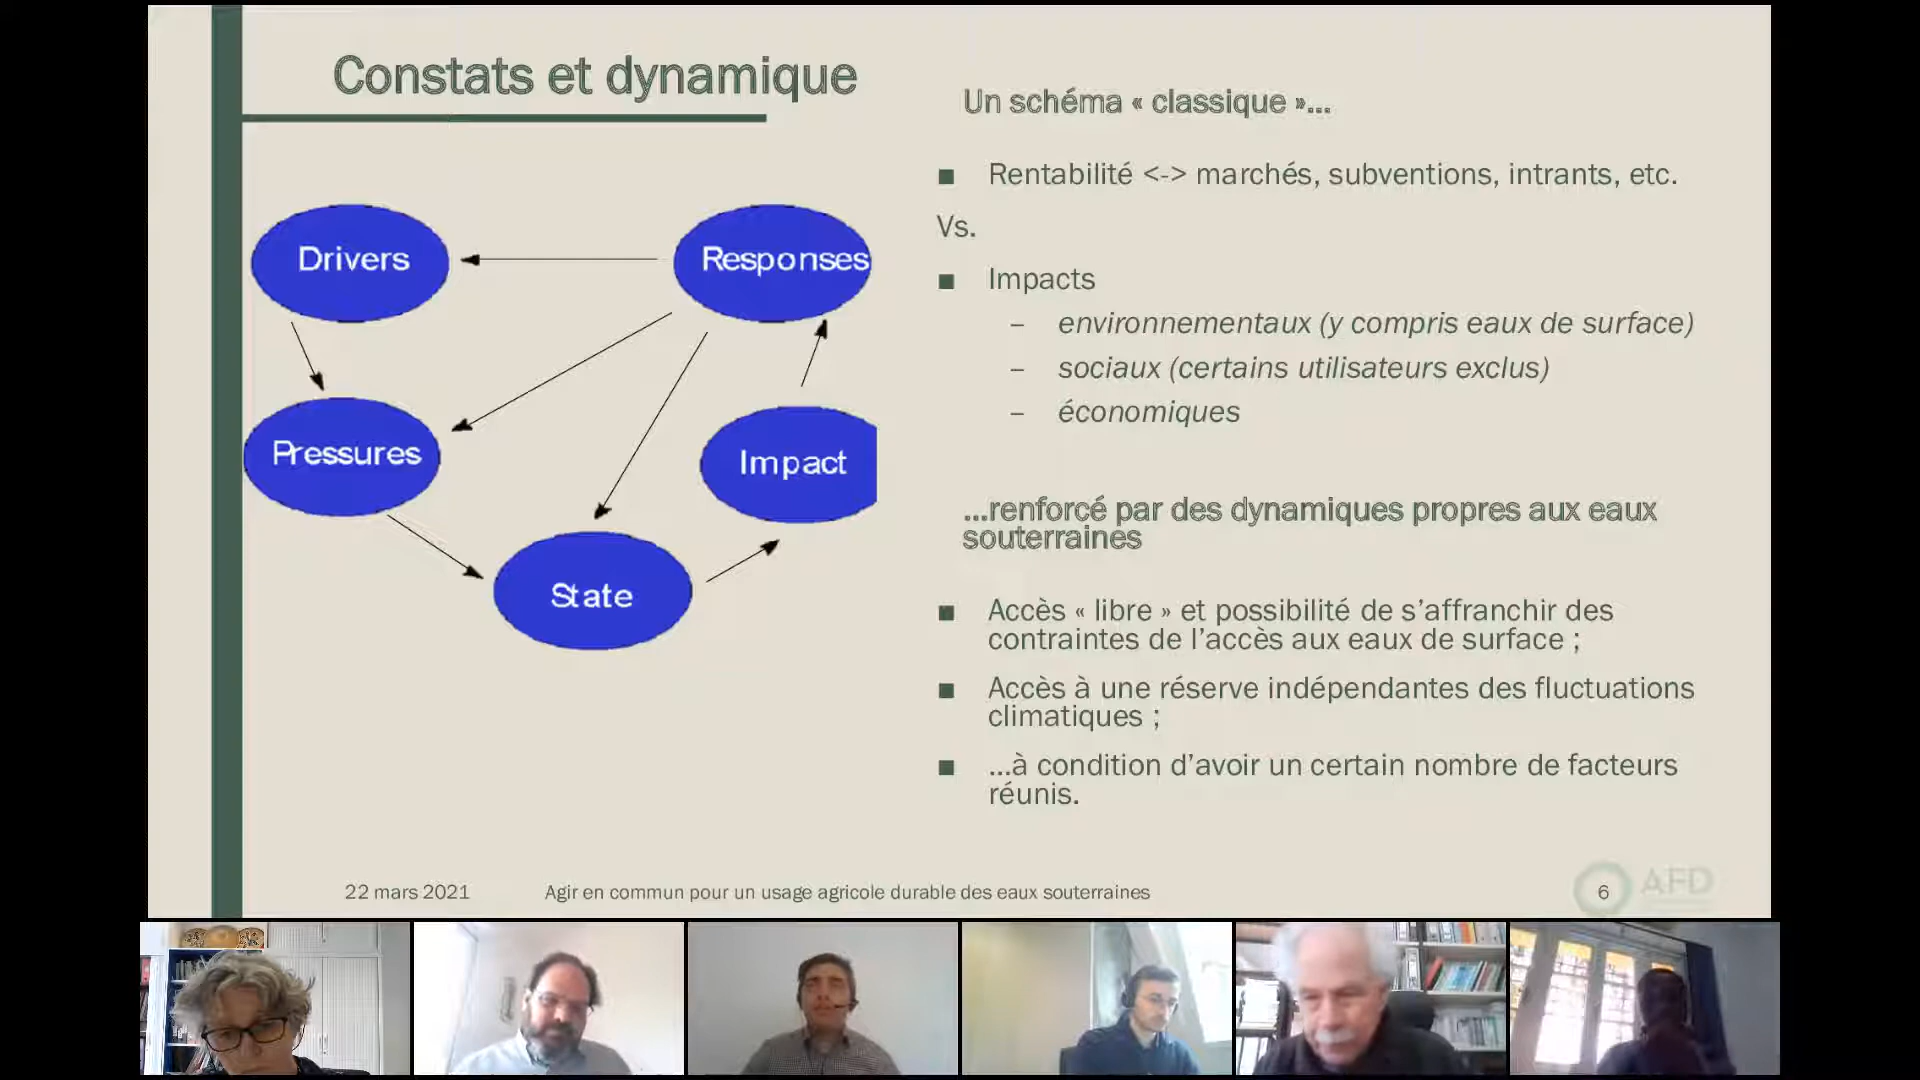 Constats et dynamique
Drivers
Responses
Pressures
Impact
State
Un schéma « classique »...
■ Rentabilité <-> marchés, subventions, intrants, etc.
Vs.
■ Impacts
– environnementaux (y compris eaux de surface)
– sociaux (certains utilisateurs exclus)
– économiques
...renforcé par des dynamiques propres aux eaux
souterraines
■ Accès « libre » et possibilité de s'affranchir des
contraintes de l'accès aux eaux de surface ;
■ Accès à une réserve indépendantes des fluctuations
climatiques ;
■ ...à condition d'avoir un certain nombre de facteurs
réunis.
22 mars 2021
Agir en commun pour un usage agricole durable des eaux souterraines
6
AFD